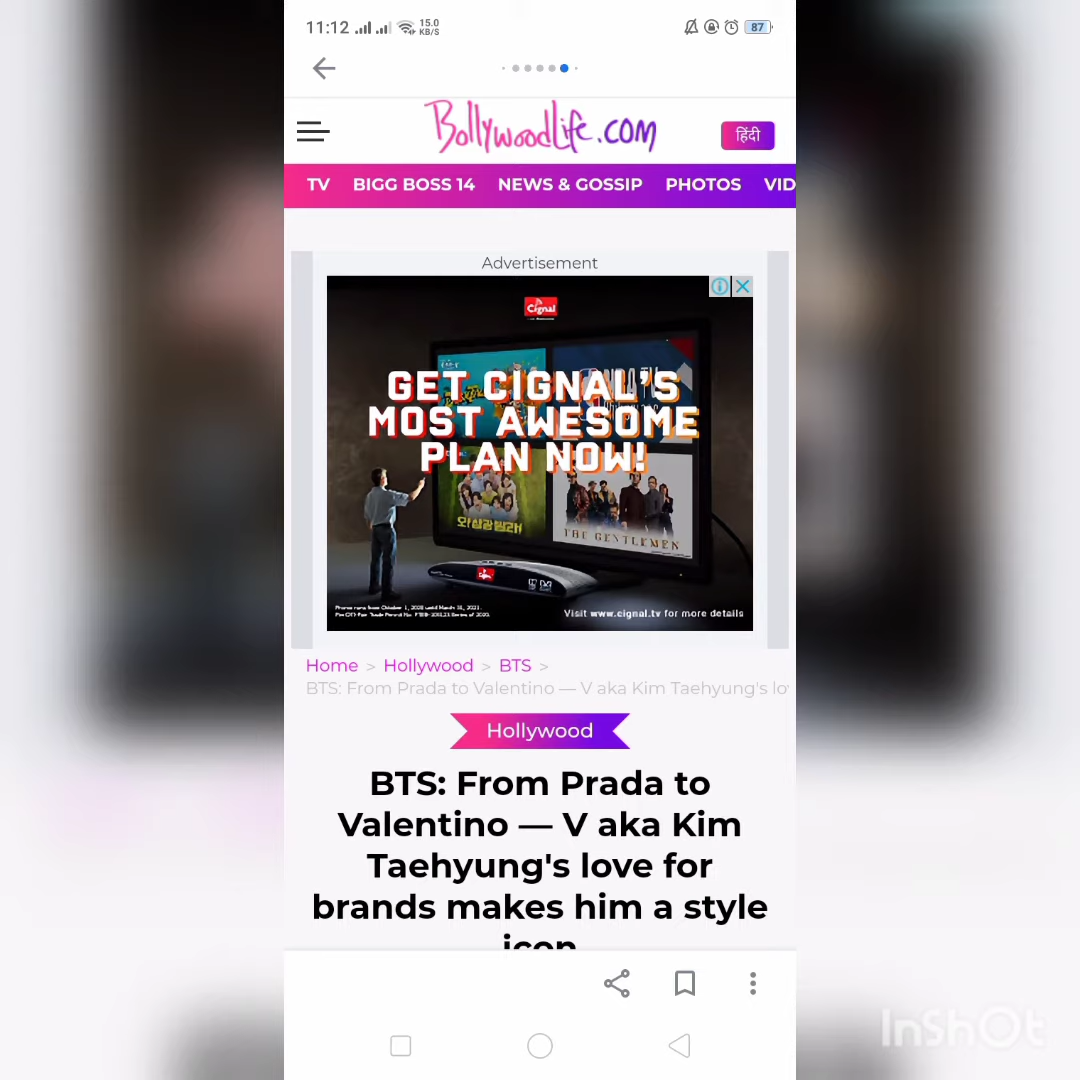 11:12
15.0
KB/S
87
BollywoodLife.com
हिंदी
TV BIGG BOSS 14 NEWS & GOSSIP PHOTOS VID
Advertisement
Cignal
GET CIGNAL'S
MOST AWESOME
PLAN NOW!
THE GENTLEMEN
Visit www.cignal.tv for more details
Home > Hollywood > BTS >
BTS: From Prada to Valentino — V aka Kim Taehyung's lo
Hollywood
BTS: From Prada to
Valentino — V aka Kim
Taehyung's love for
brands makes him a style
icon
InShOt